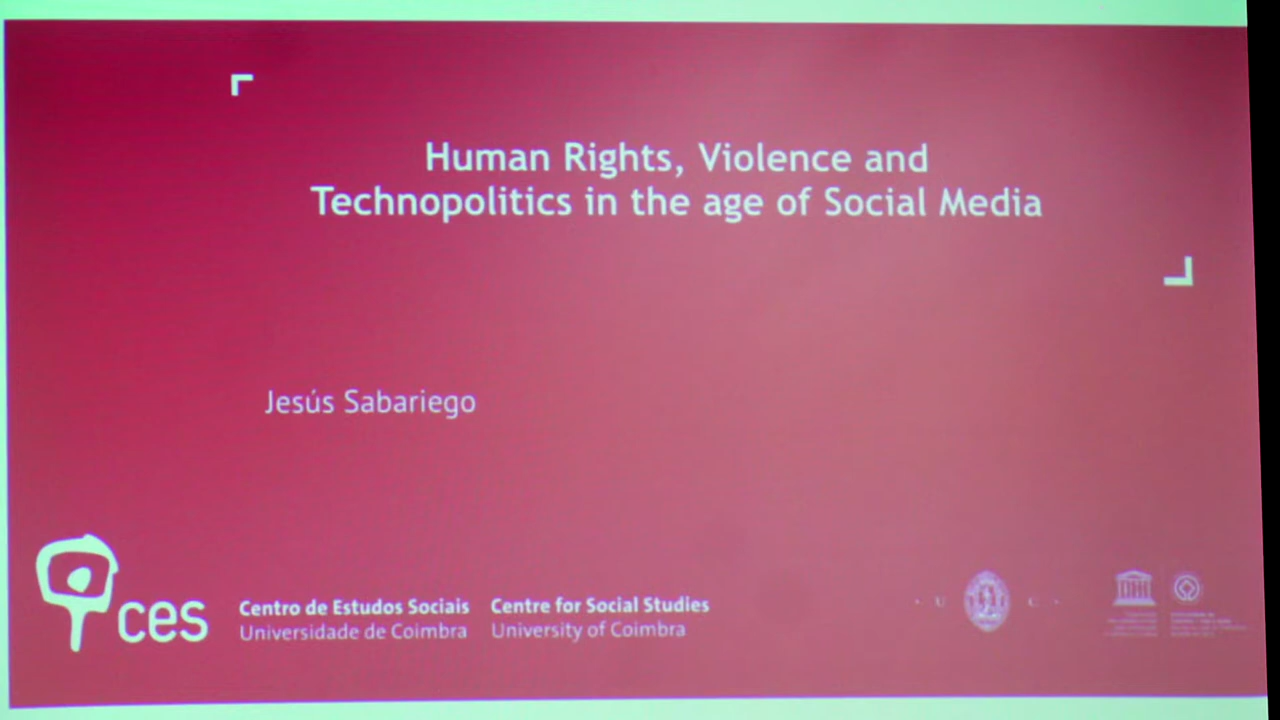 Human Rights, Violence and
Technopolitics in the age of Social Media
Jesús Sabariego
ces
Centro de Estudos Sociais
Universidade de Coimbra
Centre for Social Studies
University of Coimbra
· U C ·